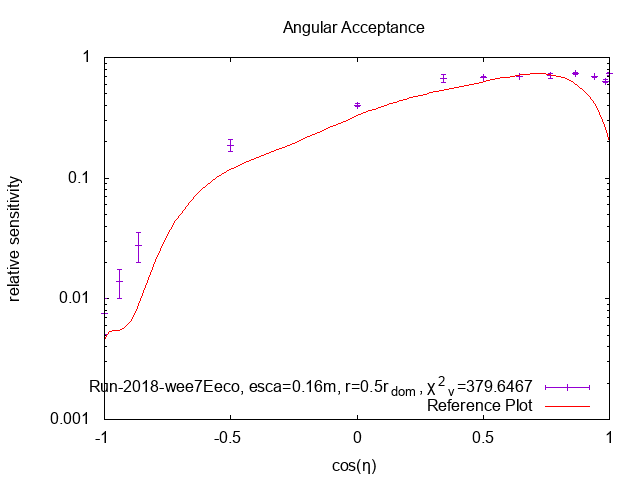 Angular Acceptance
relative sensitivity
1
0.1
0.01
0.001
Run-2018-wee7Eeco, esca=0.16m, r=0.5r_dom, χ²_ν=379.6467
Reference Plot
-1 -0.5 0 0.5 1
cos(η)